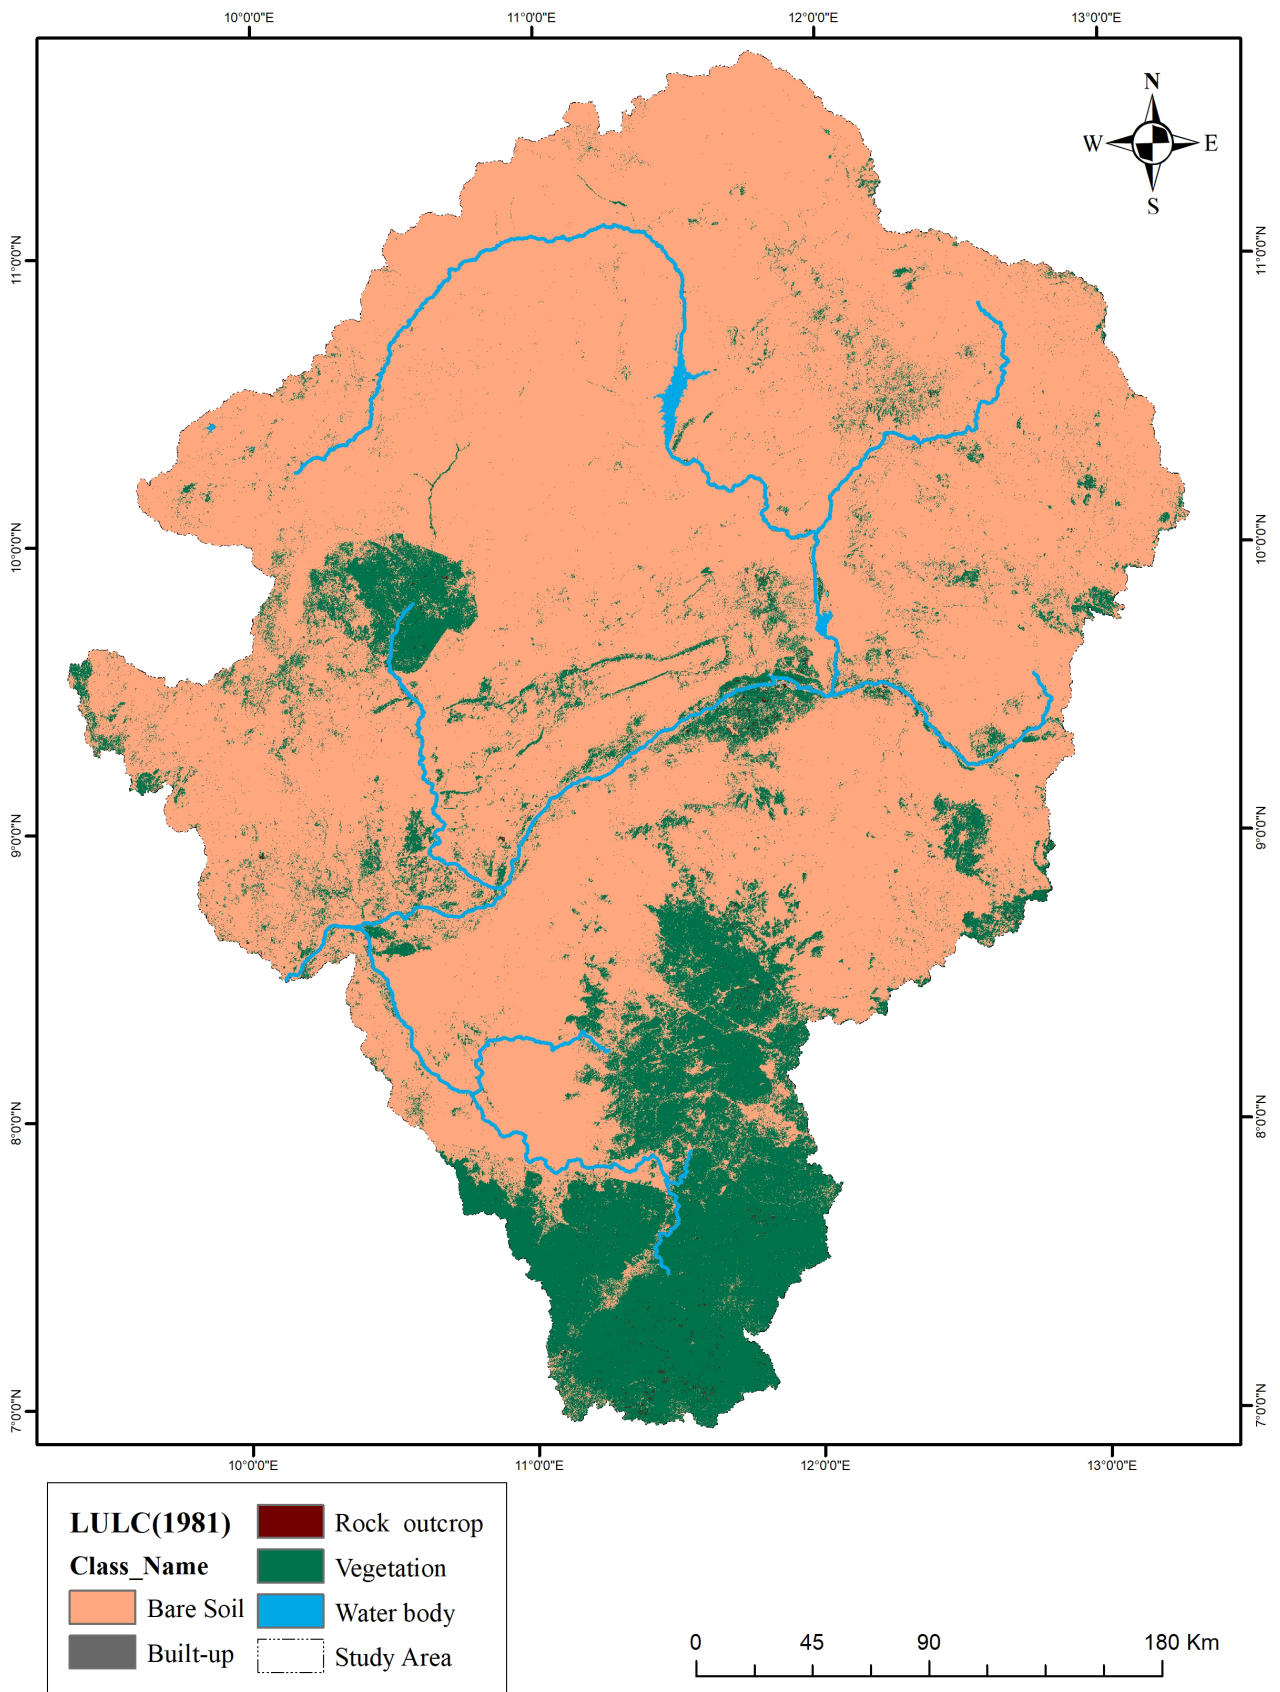 10°0'0"E 11°0'0"E 12°0'0"E 13°0'0"E
N
W E
S
11°0'0"N 11°0'0"N
10°0'0"N 10°0'0"N
9°0'0"N 9°0'0"N
8°0'0"N 8°0'0"N
7°0'0"N 7°0'0"N
10°0'0"E 11°0'0"E 12°0'0"E 13°0'0"E
LULC(1981)
Class_Name
Bare Soil
Built-up
Rock outcrop
Vegetation
Water body
Study Area
0 45 90 180 Km